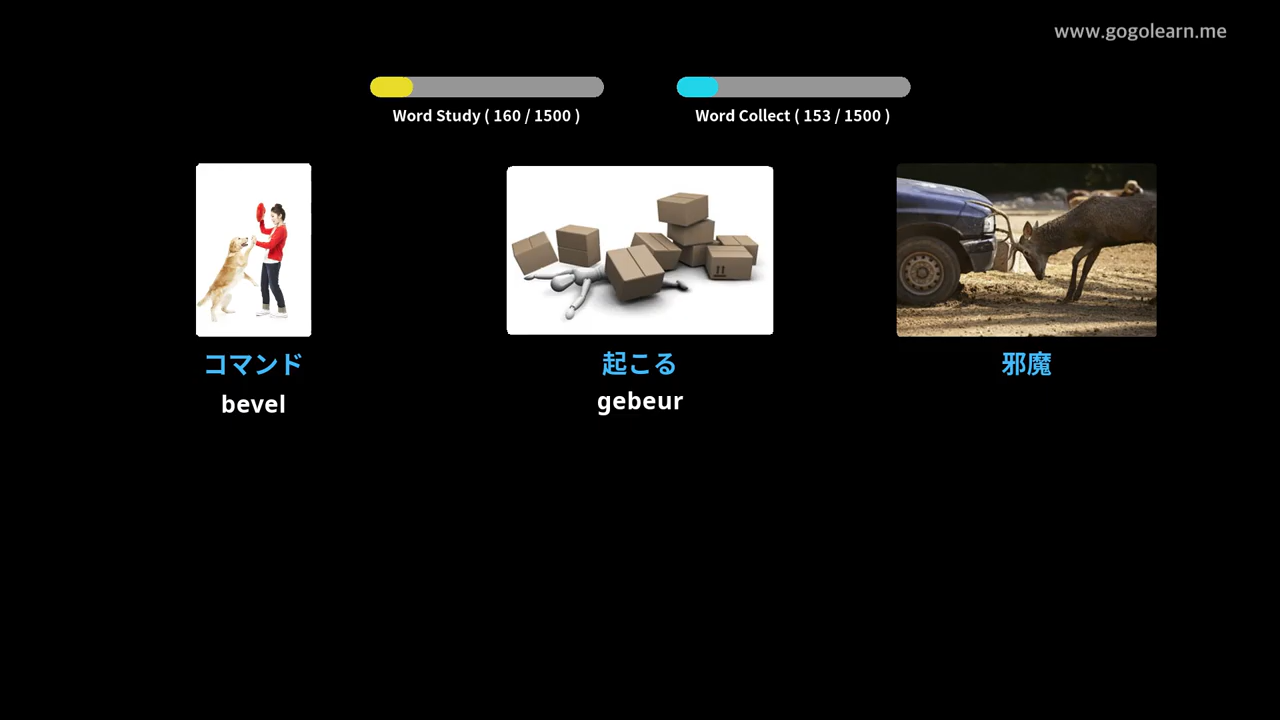 www.gogolearn.me
Word Study ( 160 / 1500 )
Word Collect ( 153 / 1500 )
コマンド
起こる
邪魔
bevel
gebeur